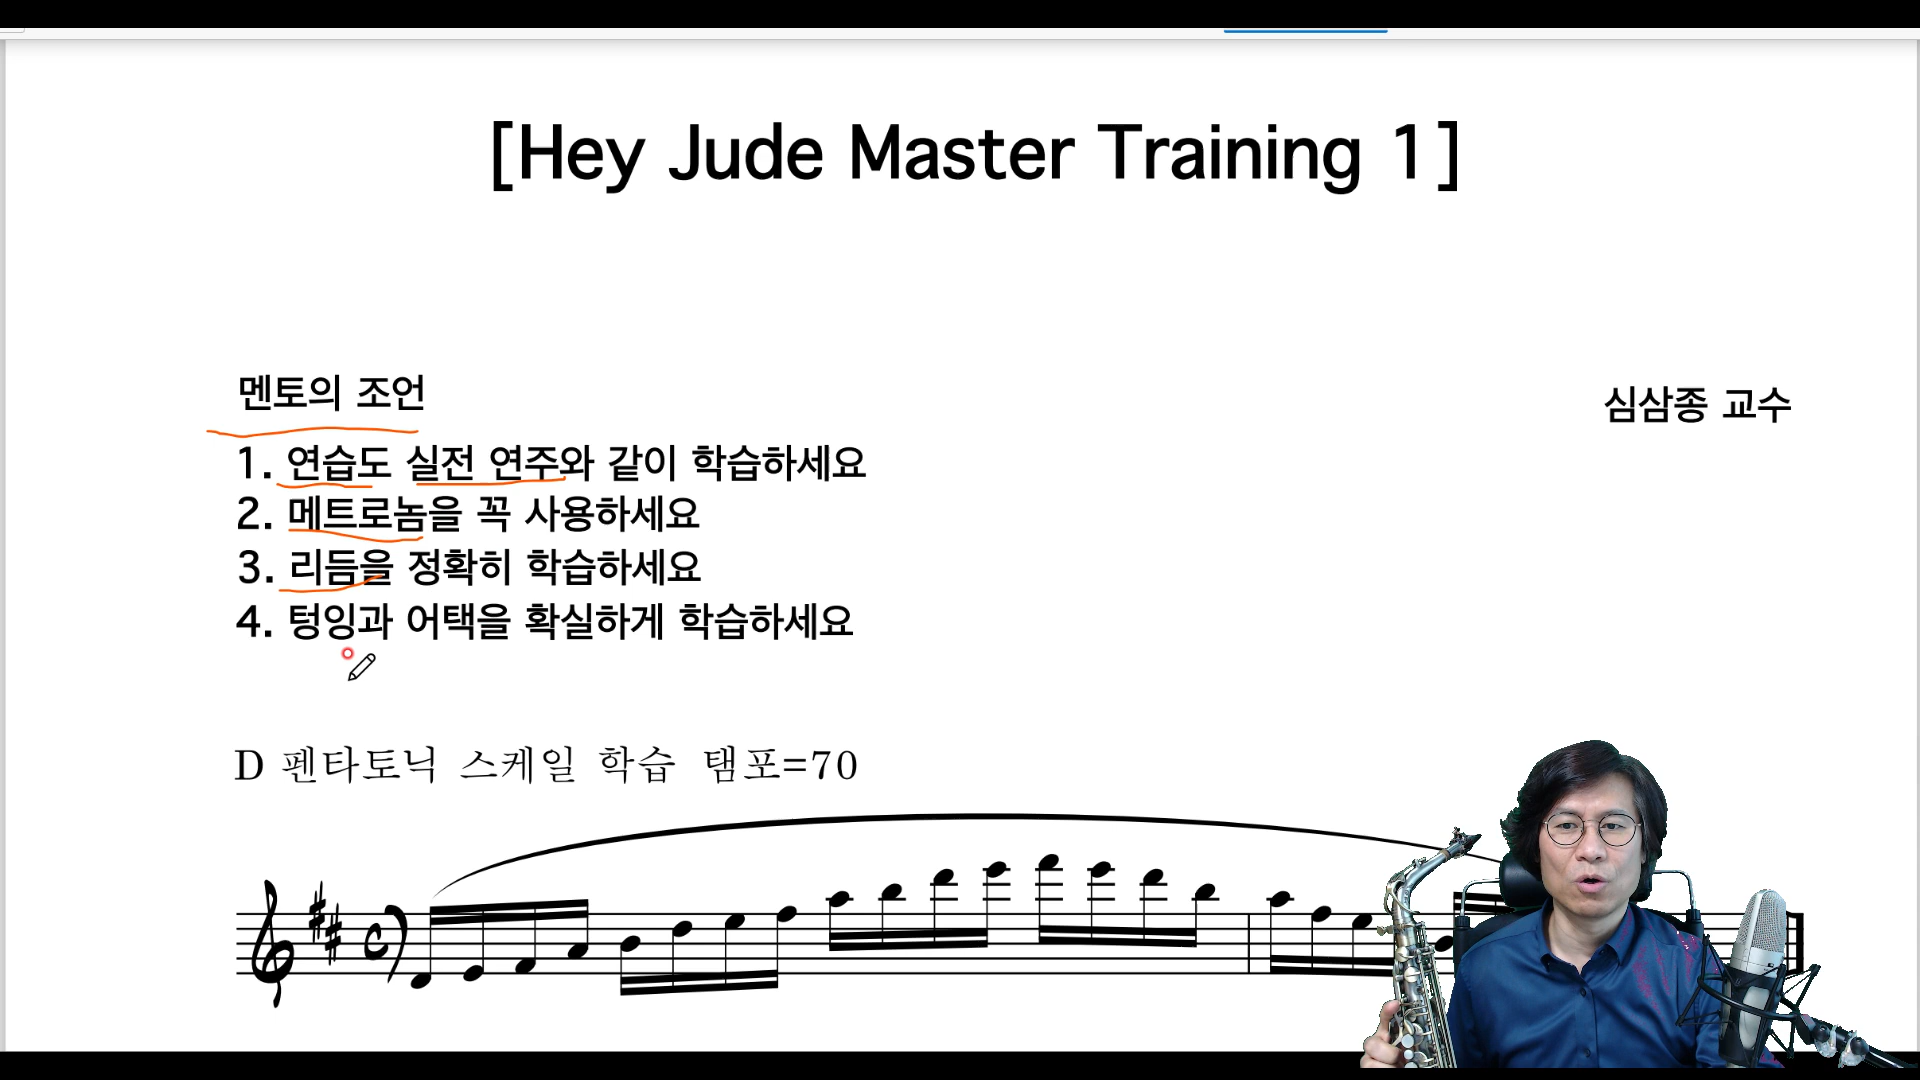 [Hey Jude Master Training 1]
멘토의 조언
심삼종 교수
1. 연습도 실전 연주와 같이 학습하세요
2. 메트로놈을 꼭 사용하세요
3. 리듬을 정확히 학습하세요
4. 텅잉과 어택을 확실하게 학습하세요
D 펜타토닉 스케일 학습 탬포=70